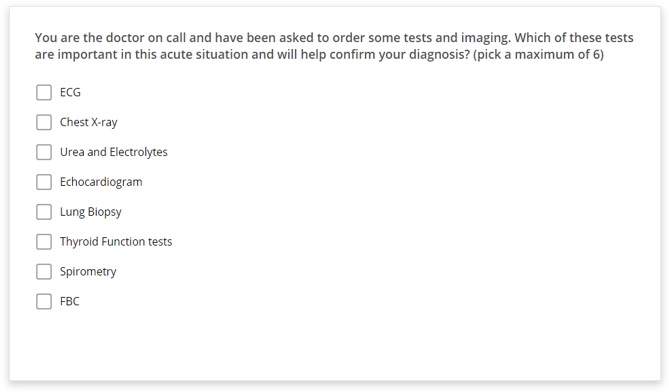 You are the doctor on call and have been asked to order some tests and imaging. Which of these tests
are important in this acute situation and will help confirm your diagnosis? (pick a maximum of 6)
ECG
Chest X-ray
Urea and Electrolytes
Echocardiogram
Lung Biopsy
Thyroid Function tests
Spirometry
FBC